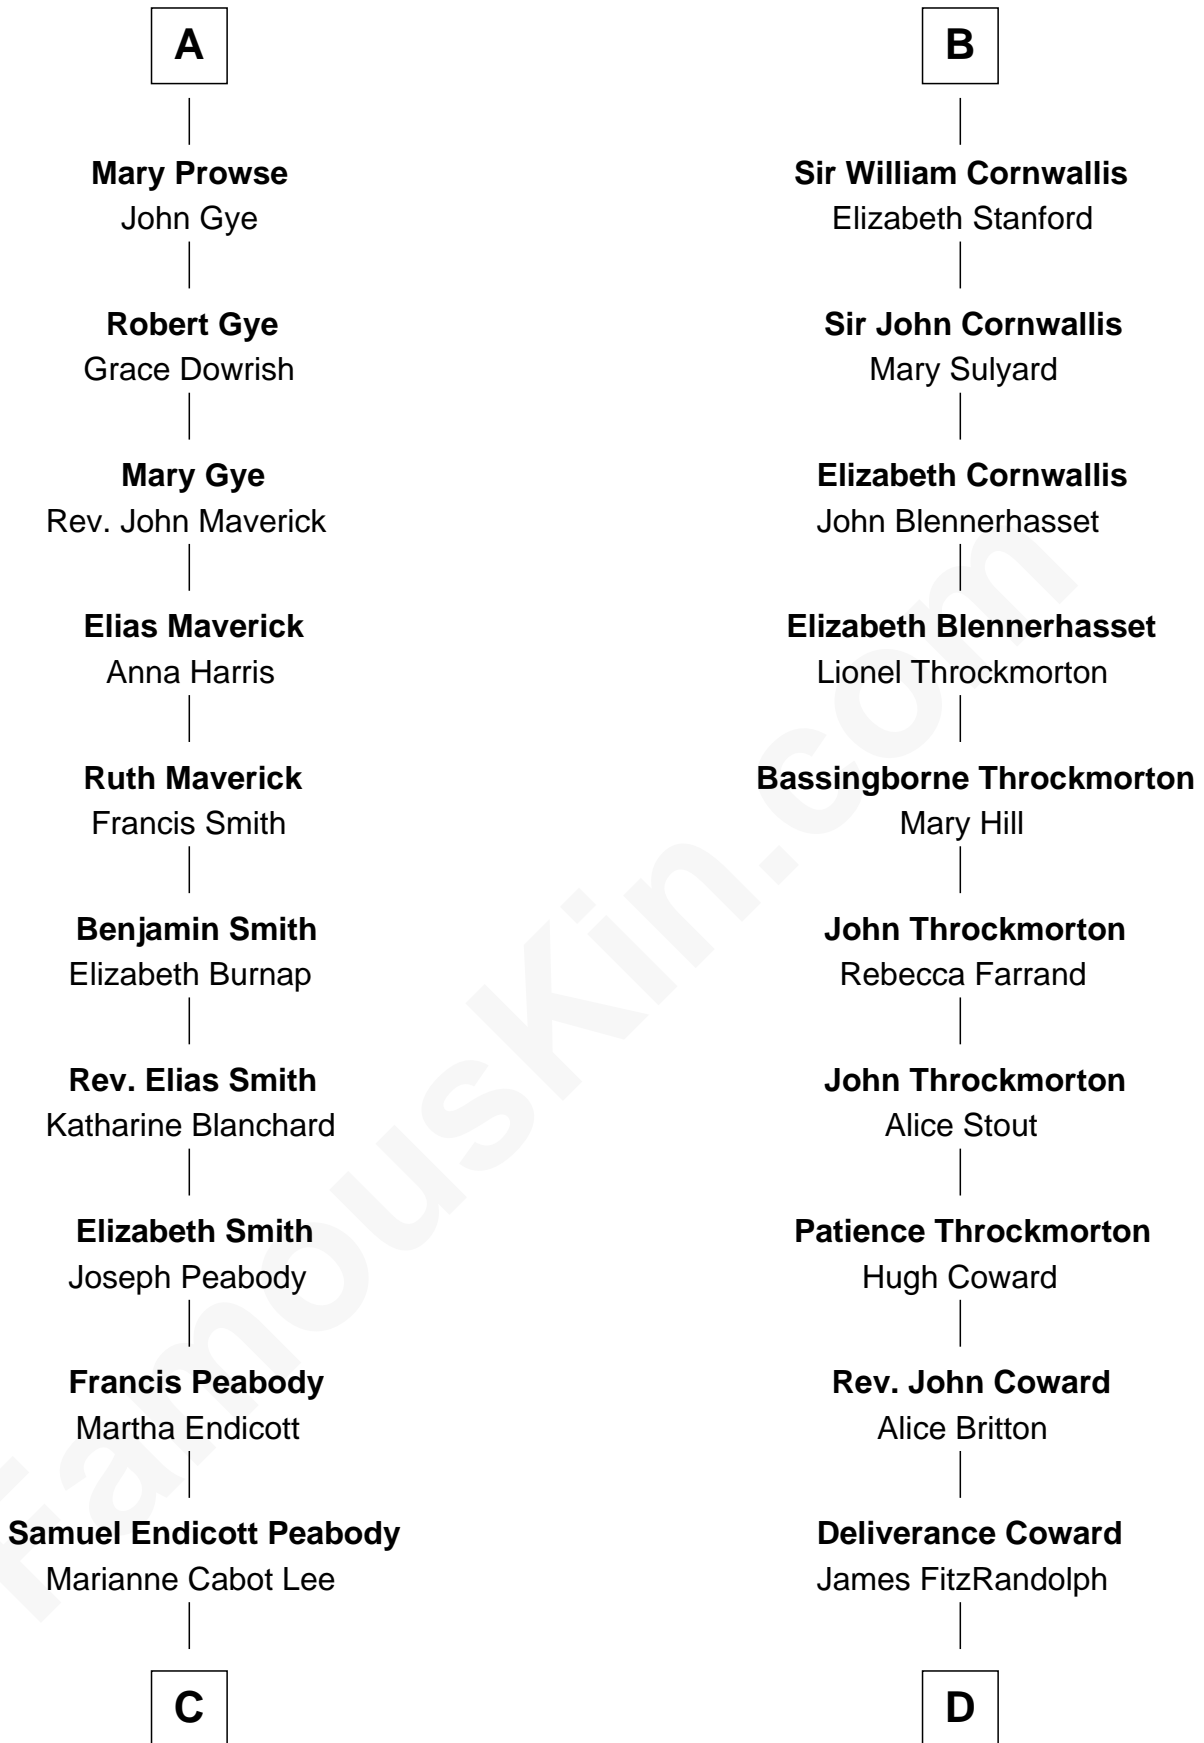 A
Mary Prowse
John Gye
Robert Gye
Grace Dowrish
Mary Gye
Rev. John Maverick
Elias Maverick
Anna Harris
Ruth Maverick
Francis Smith
Benjamin Smith
Elizabeth Burnap
Rev. Elias Smith
Katharine Blanchard
Elizabeth Smith
Joseph Peabody
Francis Peabody
Martha Endicott
Samuel Endicott Peabody
Marianne Cabot Lee
C
B
Sir William Cornwallis
Elizabeth Stanford
Sir John Cornwallis
Mary Sulyard
Elizabeth Cornwallis
John Blennerhasset
Elizabeth Blennerhasset
Lionel Throckmorton
Bassingborne Throckmorton
Mary Hill
John Throckmorton
Rebecca Farrand
John Throckmorton
Alice Stout
Patience Throckmorton
Hugh Coward
Rev. John Coward
Alice Britton
Deliverance Coward
James FitzRandolph
D
FamousKin.com